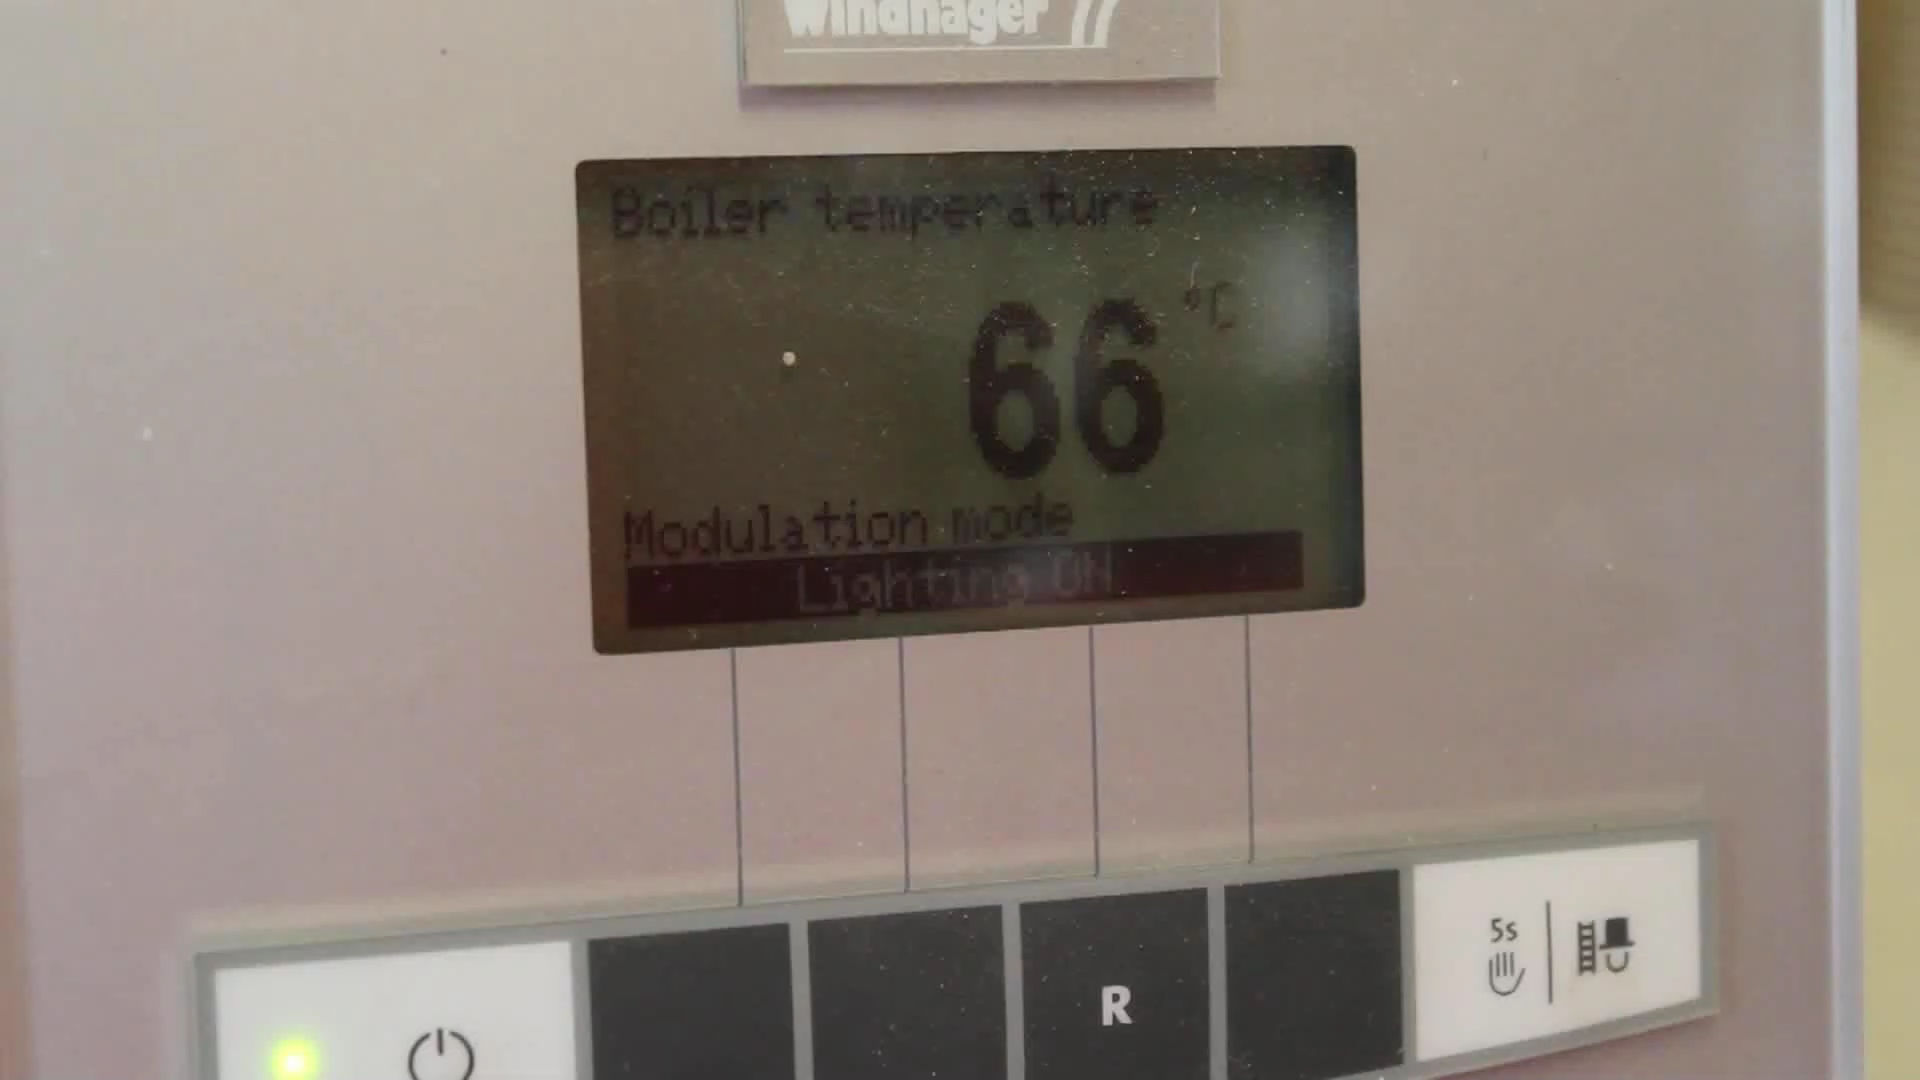 Windhager
Boiler temperature
66 °C
Modulation mode
Lighting ON
R
5s